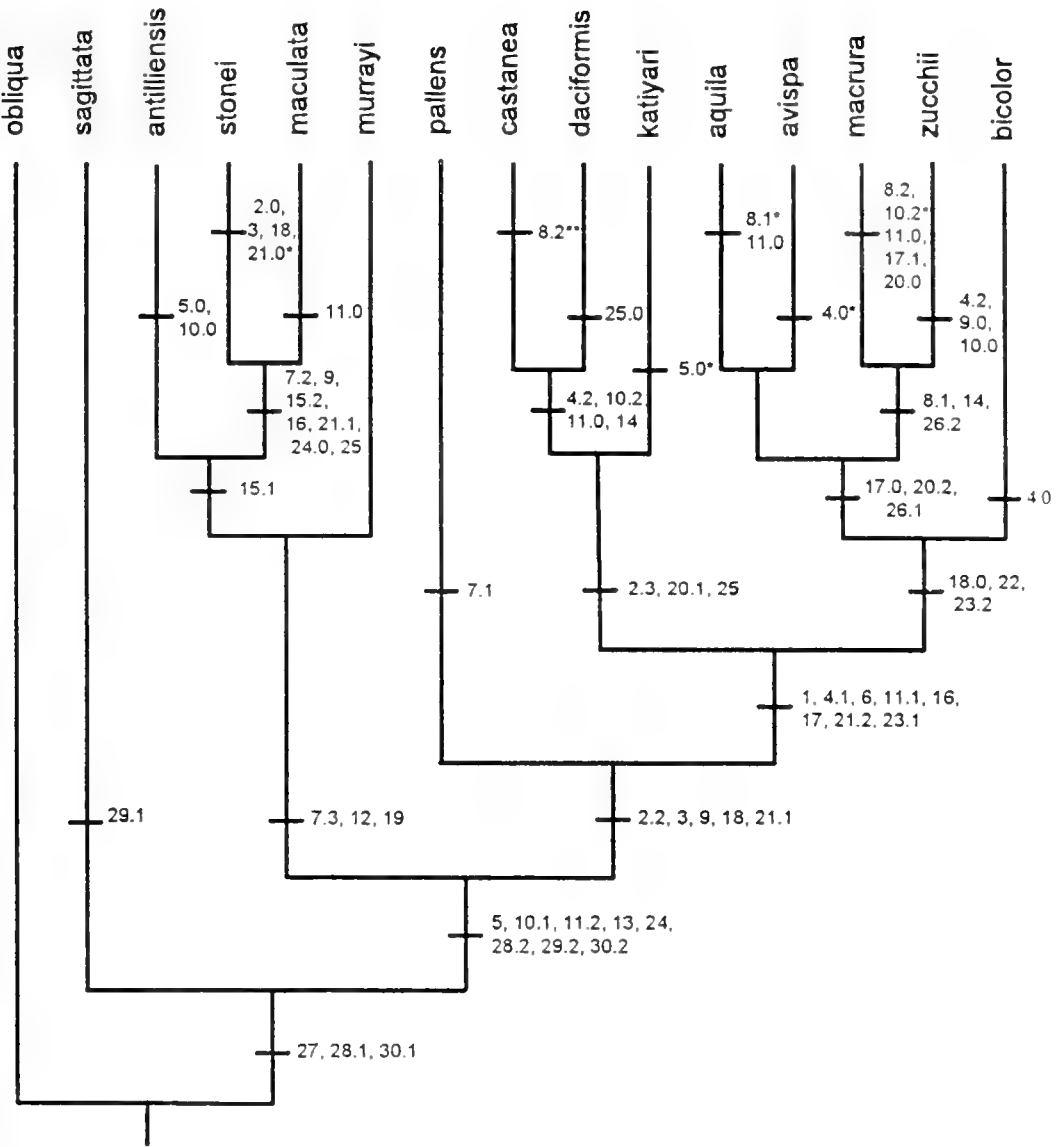 obliqua
sagittata
antilliensis
stonei
maculata
murrayi
pallens
castanea
daciformis
katiyari
aquila
avispa
macrura
zucchii
bicolor
2.0,
3, 18,
21.0*
8.2**
8.1*
11.0
8.2,
10.2*
11.0,
17.1,
20.0
5.0,
10.0
11.0
25.0
4.0*
4.2,
9.0,
10.0
7.2, 9,
15.2,
16, 21.1,
24.0, 25
4.2, 10.2,
11.0, 14
5.0*
8.1, 14,
26.2
15.1
17.0, 20.2,
26.1
4.0
7.1
2.3, 20.1, 25
18.0, 22,
23.2
1, 4.1, 6, 11.1, 16,
17, 21.2, 23.1
29.1
7.3, 12, 19
2.2, 3, 9, 18, 21.1
5, 10.1, 11.2, 13, 24,
28.2, 29.2, 30.2
27, 28.1, 30.1